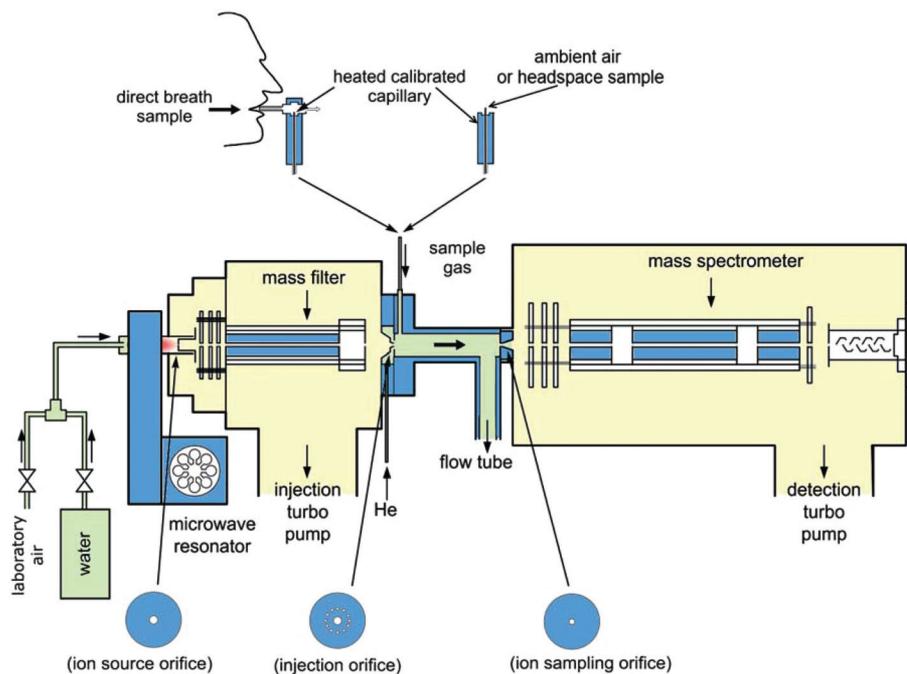 direct breath
sample
heated calibrated
capillary
ambient air
or headspace sample
sample
gas
mass filter
mass spectrometer
laboratory
air
water
microwave
resonator
injection
turbo
pump
He
flow tube
detection
turbo
pump
(ion source orifice)
(injection orifice)
(ion sampling orifice)